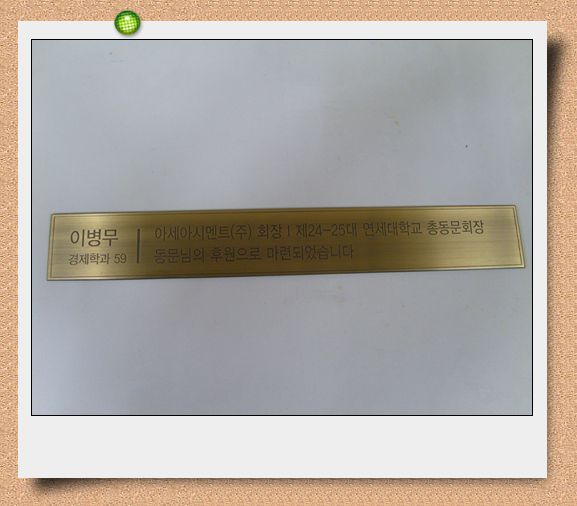 이병무
경제학과 59
아세아시멘트(주) 회장 I 제24-25대 연세대학교 총동문회장
동문님의 후원으로 마련되었습니다